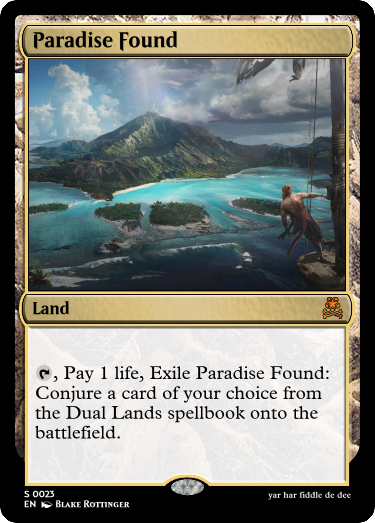 Paradise Found
Land
, Pay 1 life, Exile Paradise Found:
Conjure a card of your choice from
the Dual Lands spellbook onto the
battlefield.
S 0023
EN Blake Rottinger
yar har fiddle de dee